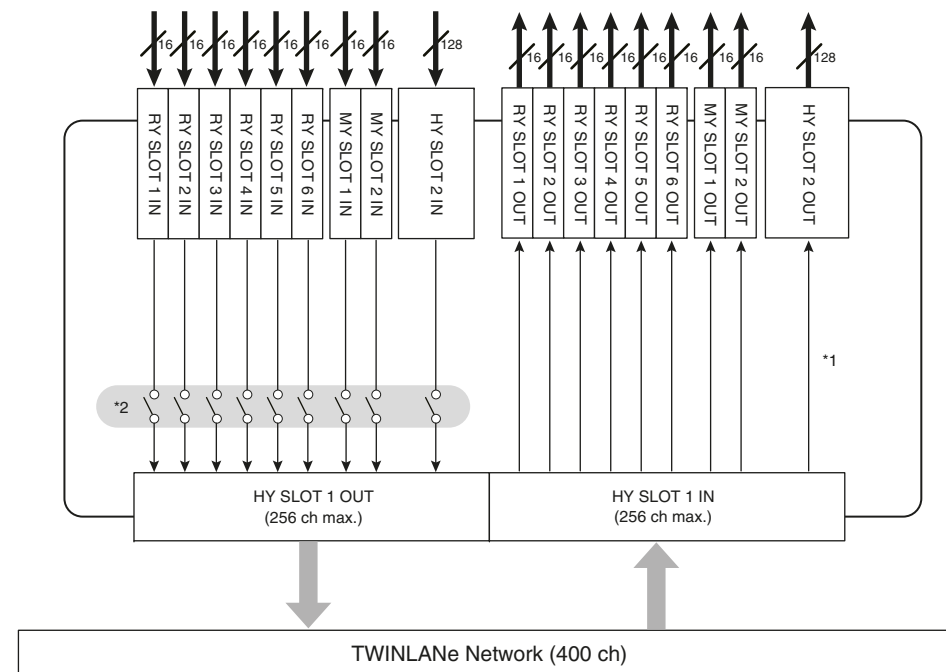 16 16 16 16 16 16 16 16 128 16 16 16 16 16 16 16 16 128
RY SLOT 1 IN
RY SLOT 2 IN
RY SLOT 3 IN
RY SLOT 4 IN
RY SLOT 5 IN
RY SLOT 6 IN
MY SLOT 1 IN
MY SLOT 2 IN
HY SLOT 2 IN
RY SLOT 1 OUT
RY SLOT 2 OUT
RY SLOT 3 OUT
RY SLOT 4 OUT
RY SLOT 5 OUT
RY SLOT 6 OUT
MY SLOT 1 OUT
MY SLOT 2 OUT
HY SLOT 2 OUT
*1
*2
HY SLOT 1 OUT
(256 ch max.)
HY SLOT 1 IN
(256 ch max.)
TWINLANe Network (400 ch)